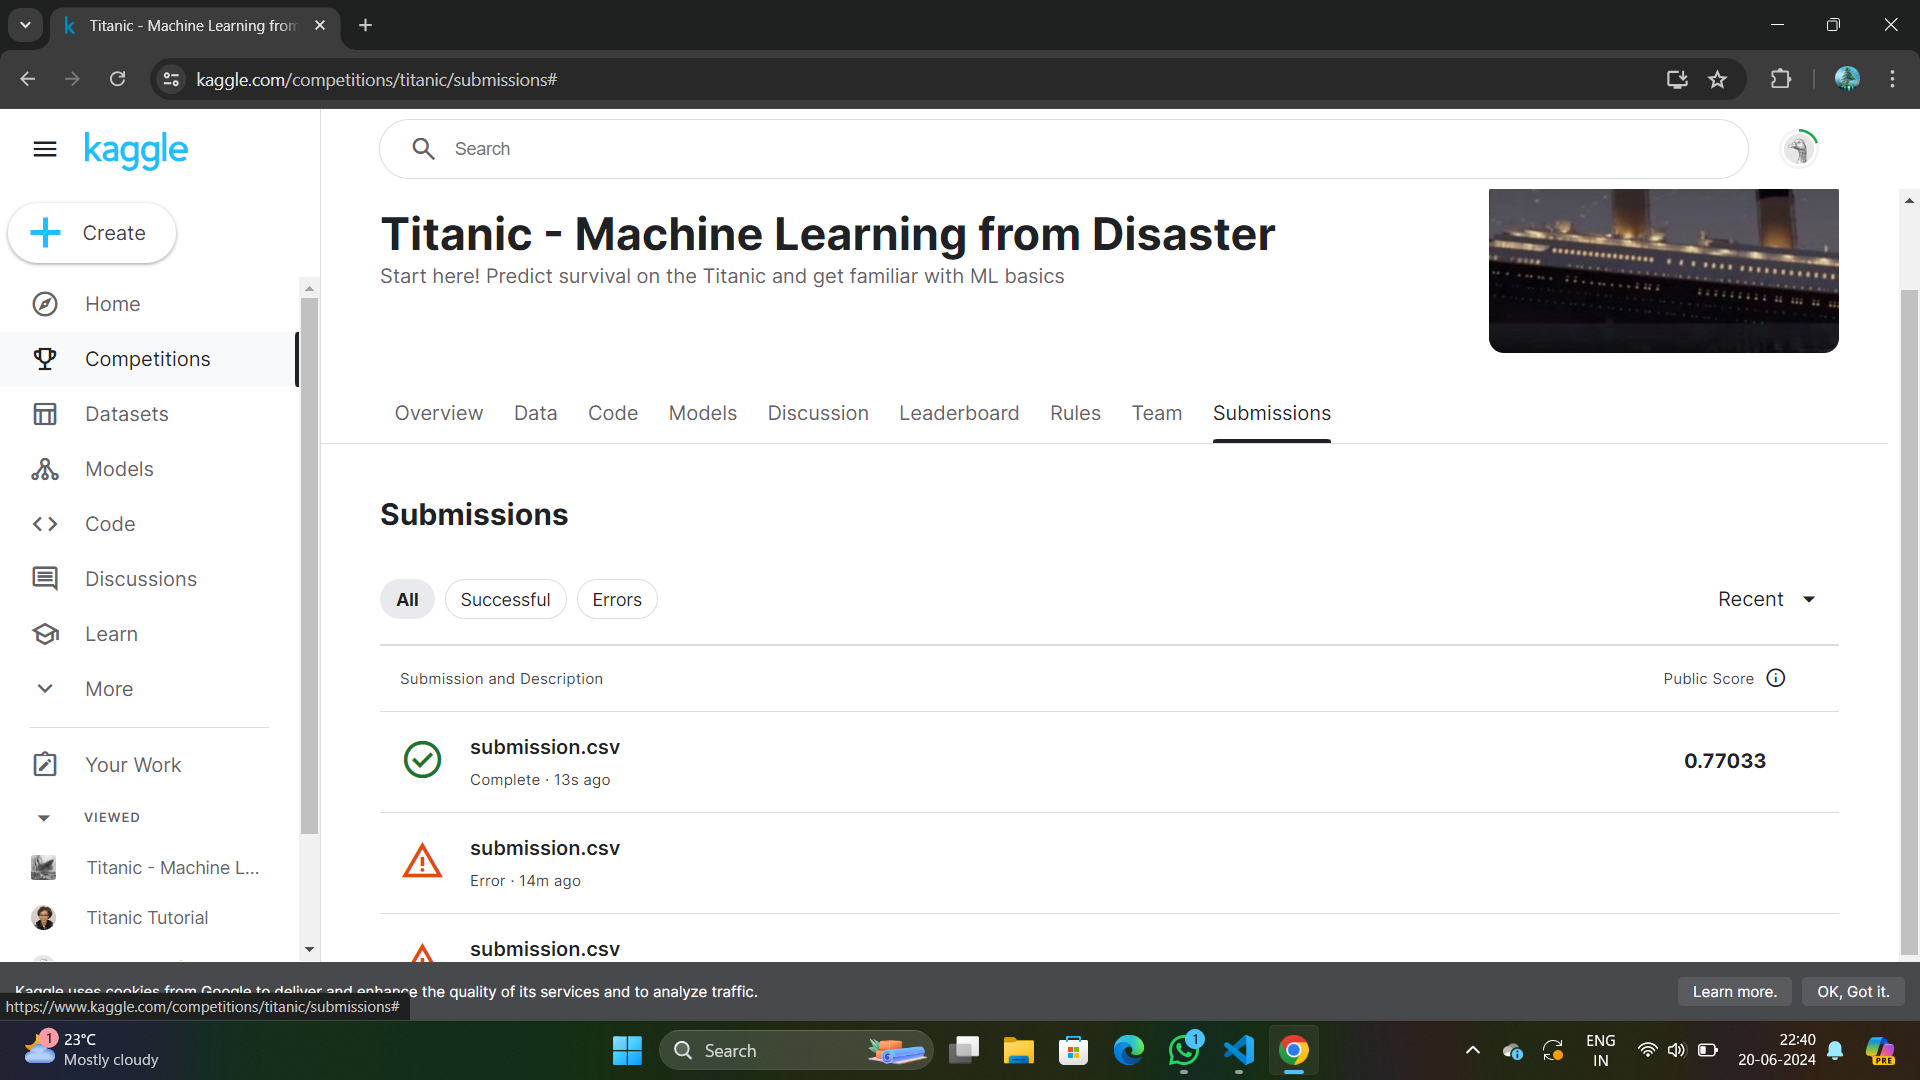 Titanic - Machine Learning from
kaggle.com/competitions/titanic/submissions#
kaggle
Search
Create
Home
Competitions
Datasets
Models
Code
Discussions
Learn
More
Your Work
VIEWED
Titanic - Machine L...
Titanic Tutorial
Titanic - Machine Learning from Disaster
Start here! Predict survival on the Titanic and get familiar with ML basics
Overview Data Code Models Discussion Leaderboard Rules Team Submissions
Submissions
All Successful Errors
Recent
Submission and Description
Public Score
submission.csv
Complete · 13s ago
0.77033
submission.csv
Error · 14m ago
submission.csv
Kaggle uses cookies from Google to deliver and enhance the quality of its services and to analyze traffic.
Learn more.
OK, Got it.
https://www.kaggle.com/competitions/titanic/submissions#
1
23°C
Mostly cloudy
Search
1
ENG
IN
22:40
20-06-2024
PRE